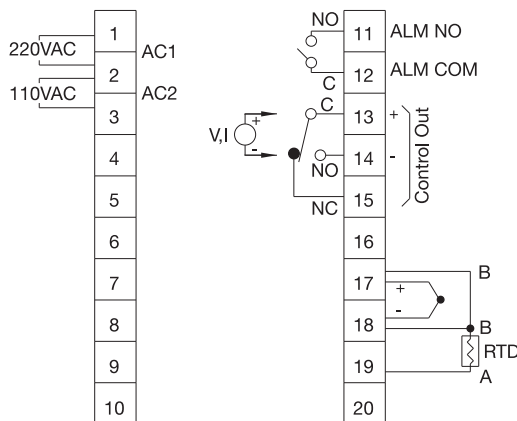 220VAC
110VAC
1
2
3
4
5
6
7
8
9
10
AC1
AC2
NO
C
V,I
+
-
C
NO
NC
11
12
13
14
15
16
17
18
19
20
ALM NO
ALM COM
+
-
Control Out
+
-
B
B
RTD
A